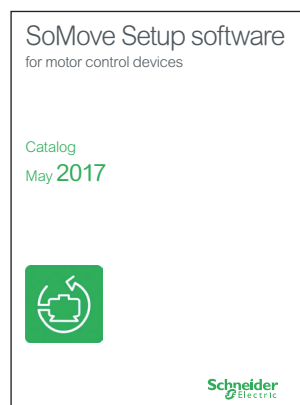 SoMove Setup software
for motor control devices
Catalog
May 2017
Schneider
Electric